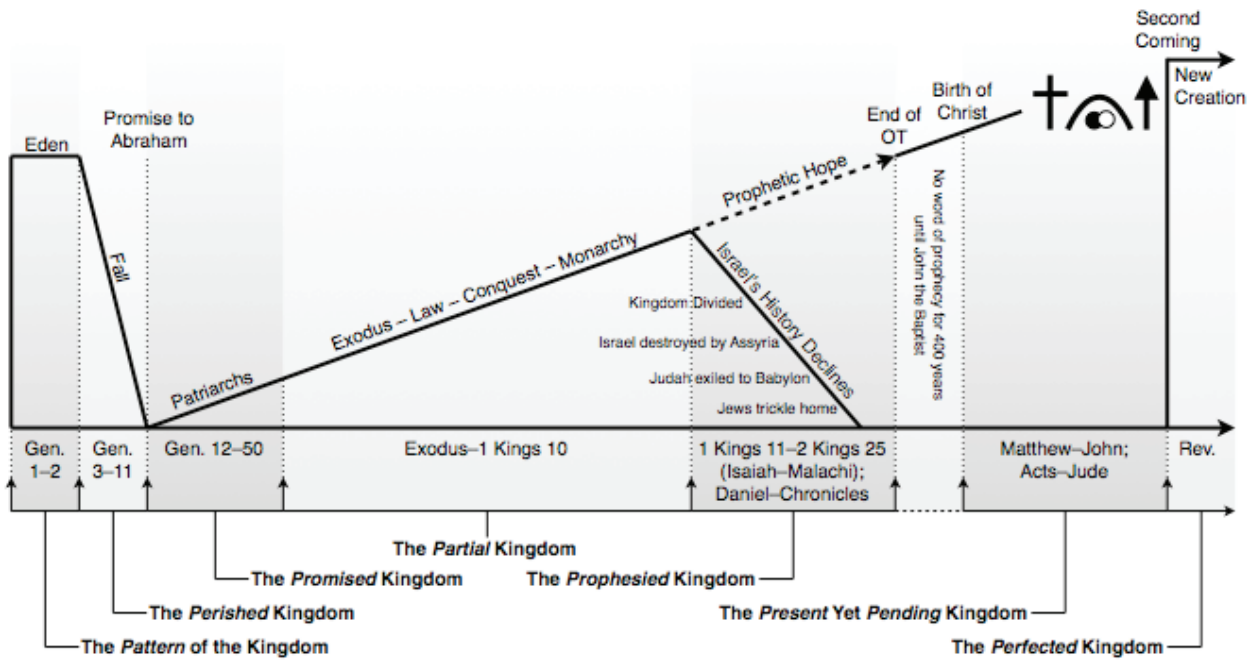 Second
Coming
New
Creation
Birth of
Christ
End of
OT
Promise to
Abraham
Eden
Prophetic Hope
No word of prophecy for 400 years
until John the Baptist
Fall
Exodus – Law – Conquest – Monarchy
Israel's History Declines
Kingdom Divided
Israel destroyed by Assyria
Patriarchs
Judah exiled to Babylon
Jews trickle home
Gen.
1–2
Gen.
3–11
Gen. 12–50
Exodus–1 Kings 10
1 Kings 11–2 Kings 25
(Isaiah–Malachi);
Daniel–Chronicles
Matthew–John;
Acts–Jude
Rev.
The Partial Kingdom
The Promised Kingdom
The Prophesied Kingdom
The Perished Kingdom
The Present Yet Pending Kingdom
The Pattern of the Kingdom
The Perfected Kingdom